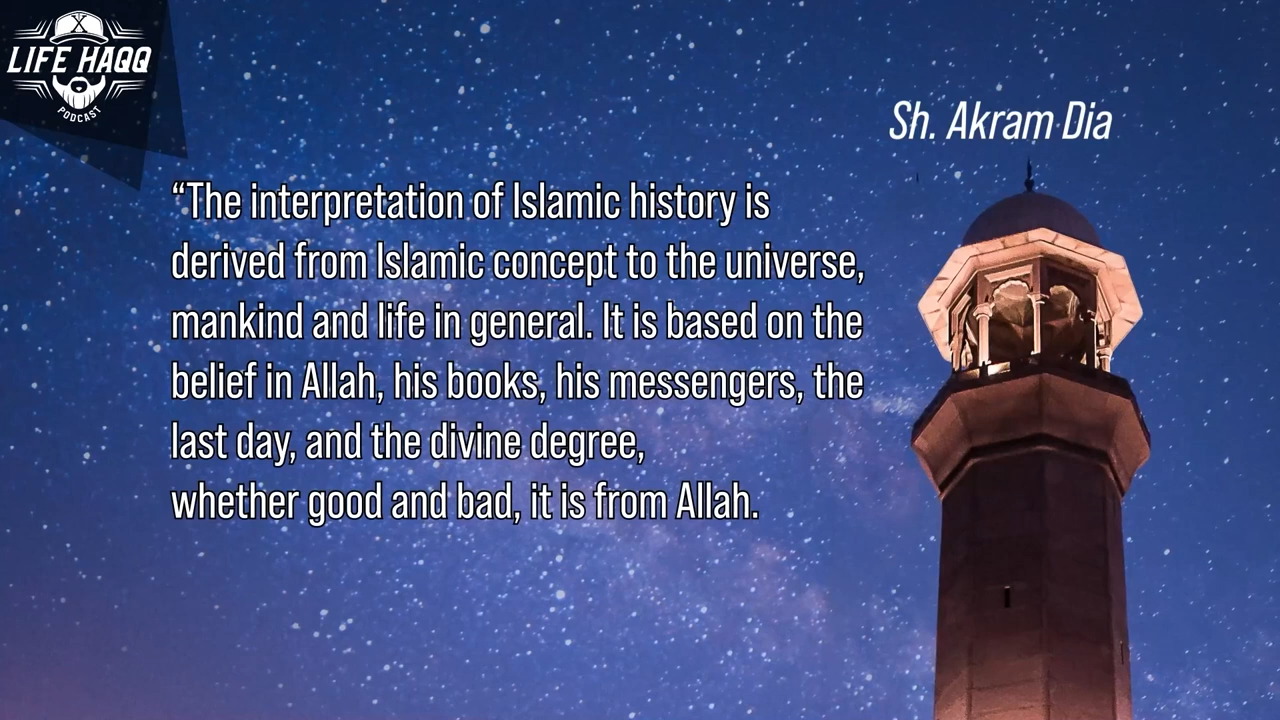 LIFE HAQQ
PODCAST
Sh. Akram Dia
“The interpretation of Islamic history is
derived from Islamic concept to the universe,
mankind and life in general. It is based on the
belief in Allah, his books, his messengers, the
last day, and the divine degree,
whether good and bad, it is from Allah.